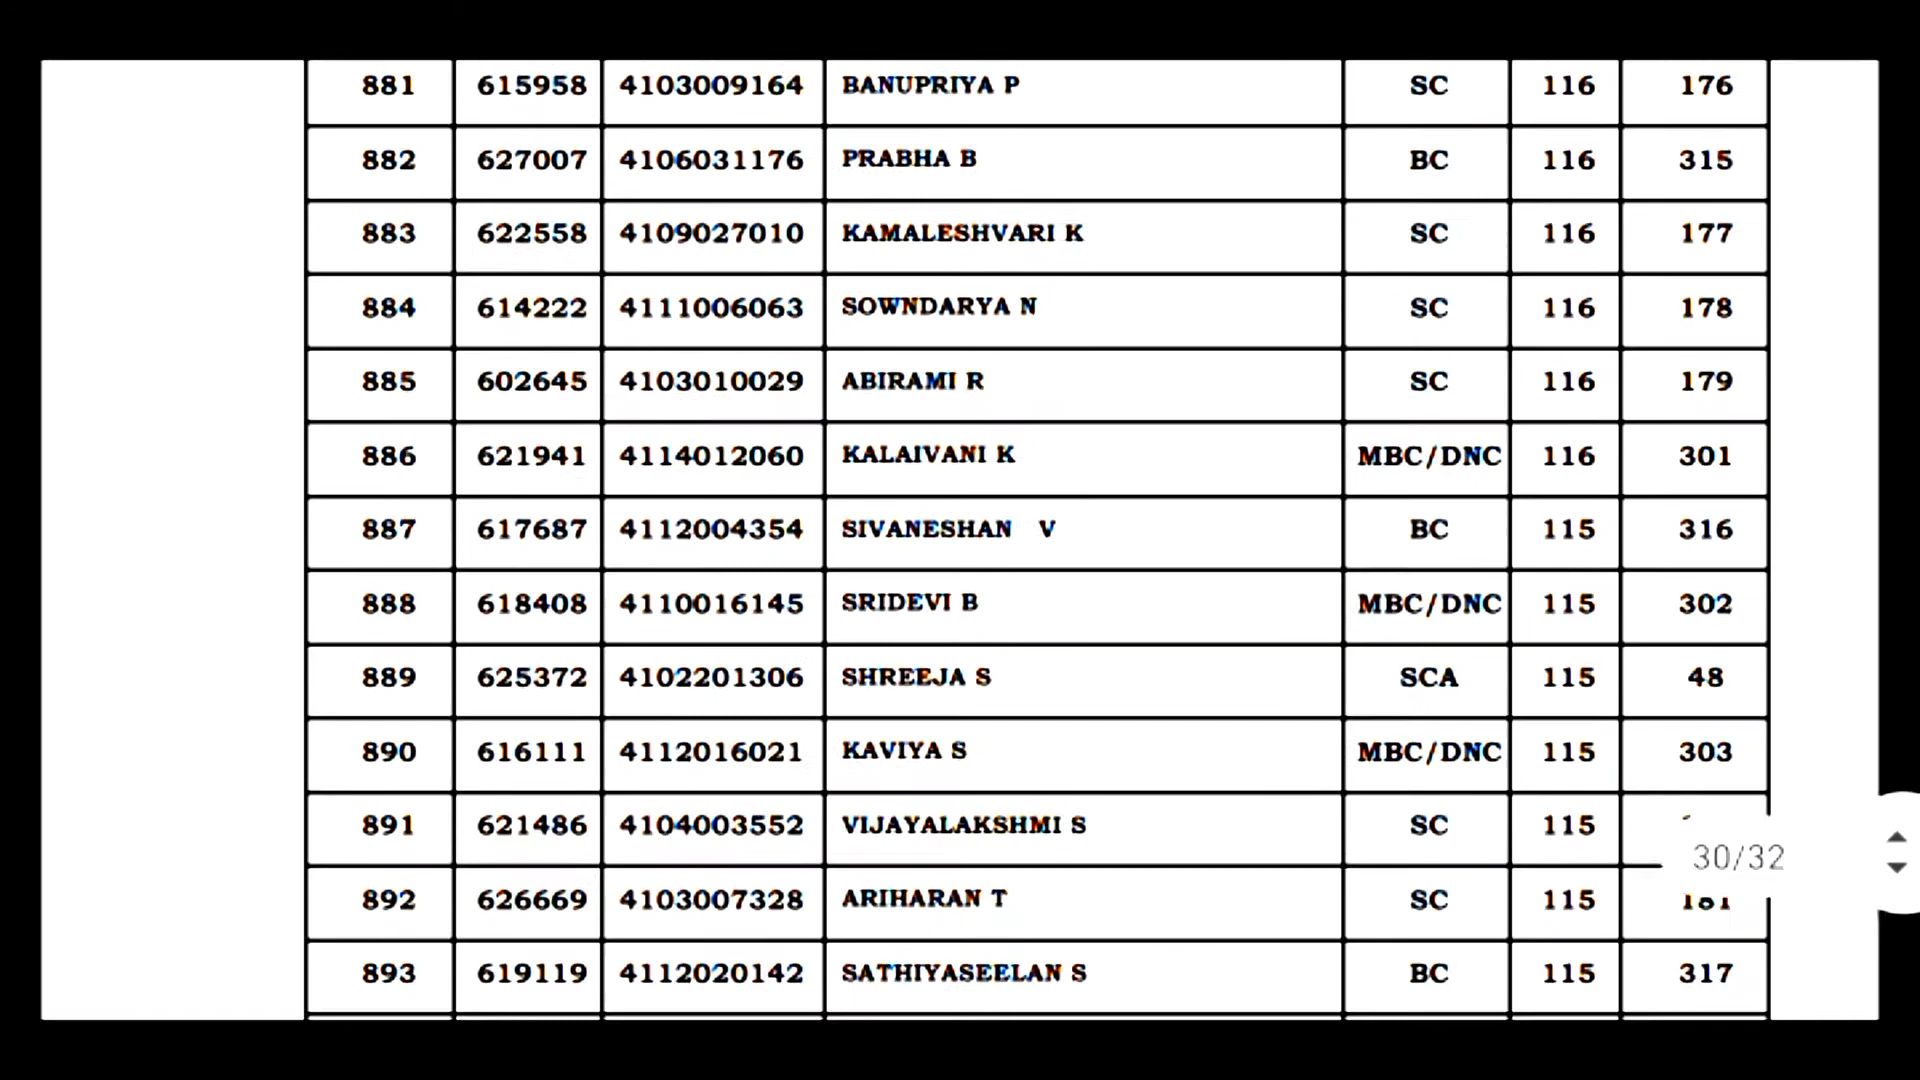 881 615958 4103009164 BANUPRIYA P SC 116 176
882 627007 4106031176 PRABHA B BC 116 315
883 622558 4109027010 KAMALESHVARI K SC 116 177
884 614222 4111006063 SOWNDARYA N SC 116 178
885 602645 4103010029 ABIRAMI R SC 116 179
886 621941 4114012060 KALAIVANI K MBC/DNC 116 301
887 617687 4112004354 SIVANESHAN V BC 115 316
888 618408 4110016145 SRIDEVI B MBC/DNC 115 302
889 625372 4102201306 SHREEJA S SCA 115 48
890 616111 4112016021 KAVIYA S MBC/DNC 115 303
891 621486 4104003552 VIJAYALAKSHMI S SC 115
30/32
892 626669 4103007328 ARIHARAN T SC 115 181
893 619119 4112020142 SATHIYASEELAN S BC 115 317